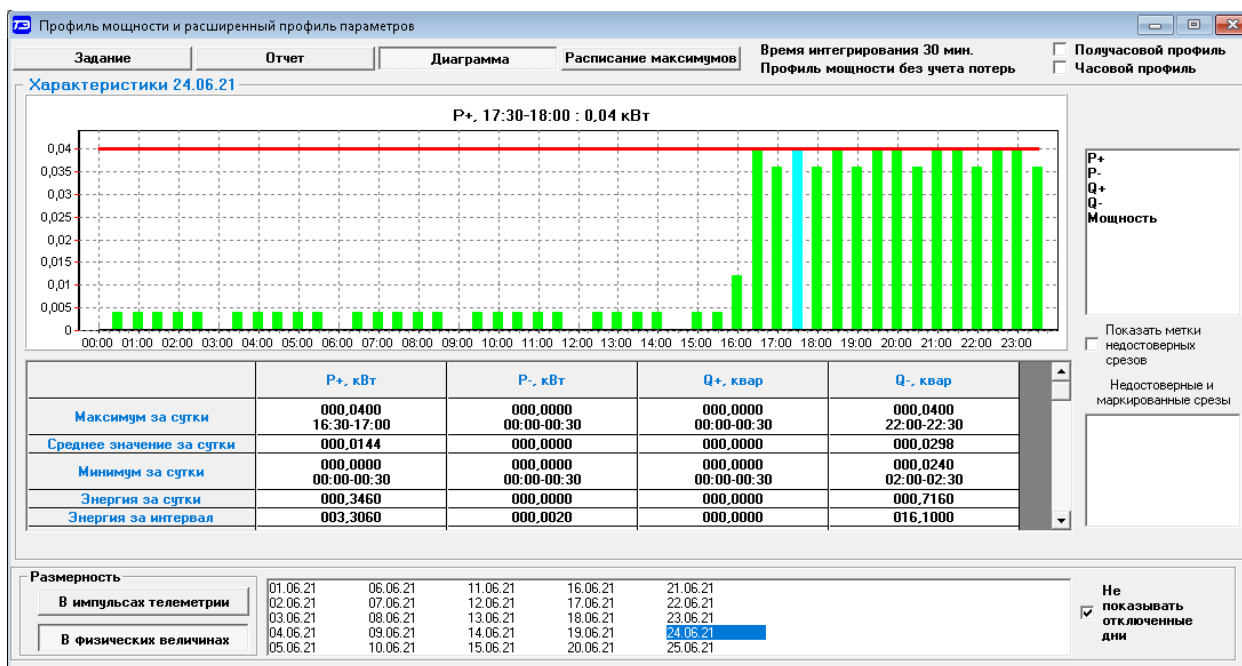 ТЭ Профиль мощности и расширенный профиль параметров
Задание Отчет Диаграмма Расписание максимумов
Время интегрирования 30 мин.
Профиль мощности без учета потерь
Получасовой профиль
Часовой профиль
Характеристики 24.06.21
P+, 17:30-18:00 : 0,04 кВт
0,04
0,035
0,03
0,025
0,02
0,015
0,01
0,005
0
00:00 01:00 02:00 03:00 04:00 05:00 06:00 07:00 08:00 09:00 10:00 11:00 12:00 13:00 14:00 15:00 16:00 17:00 18:00 19:00 20:00 21:00 22:00 23:00
P+
P-
Q+
Q-
Мощность
Показать метки
недостоверных
срезов
Недостоверные и
маркированные срезы
P+, кВт P-, кВт Q+, квар Q-, квар
Максимум за сутки 000,0400 000,0000 000,0000 000,0400
16:30-17:00 00:00-00:30 00:00-00:30 22:00-22:30
Среднее значение за сутки 000,0144 000,0000 000,0000 000,0298
Минимум за сутки 000,0000 000,0000 000,0000 000,0240
00:00-00:30 00:00-00:30 00:00-00:30 02:00-02:30
Энергия за сутки 000,3460 000,0000 000,0000 000,7160
Энергия за интервал 003,3060 000,0020 000,0000 016,1000
Размерность
В импульсах телеметрии
В физических величинах
01.06.21 06.06.21 11.06.21 16.06.21 21.06.21
02.06.21 07.06.21 12.06.21 17.06.21 22.06.21
03.06.21 08.06.21 13.06.21 18.06.21 23.06.21
04.06.21 09.06.21 14.06.21 19.06.21 24.06.21
05.06.21 10.06.21 15.06.21 20.06.21 25.06.21
Не
показывать
отключенные
дни